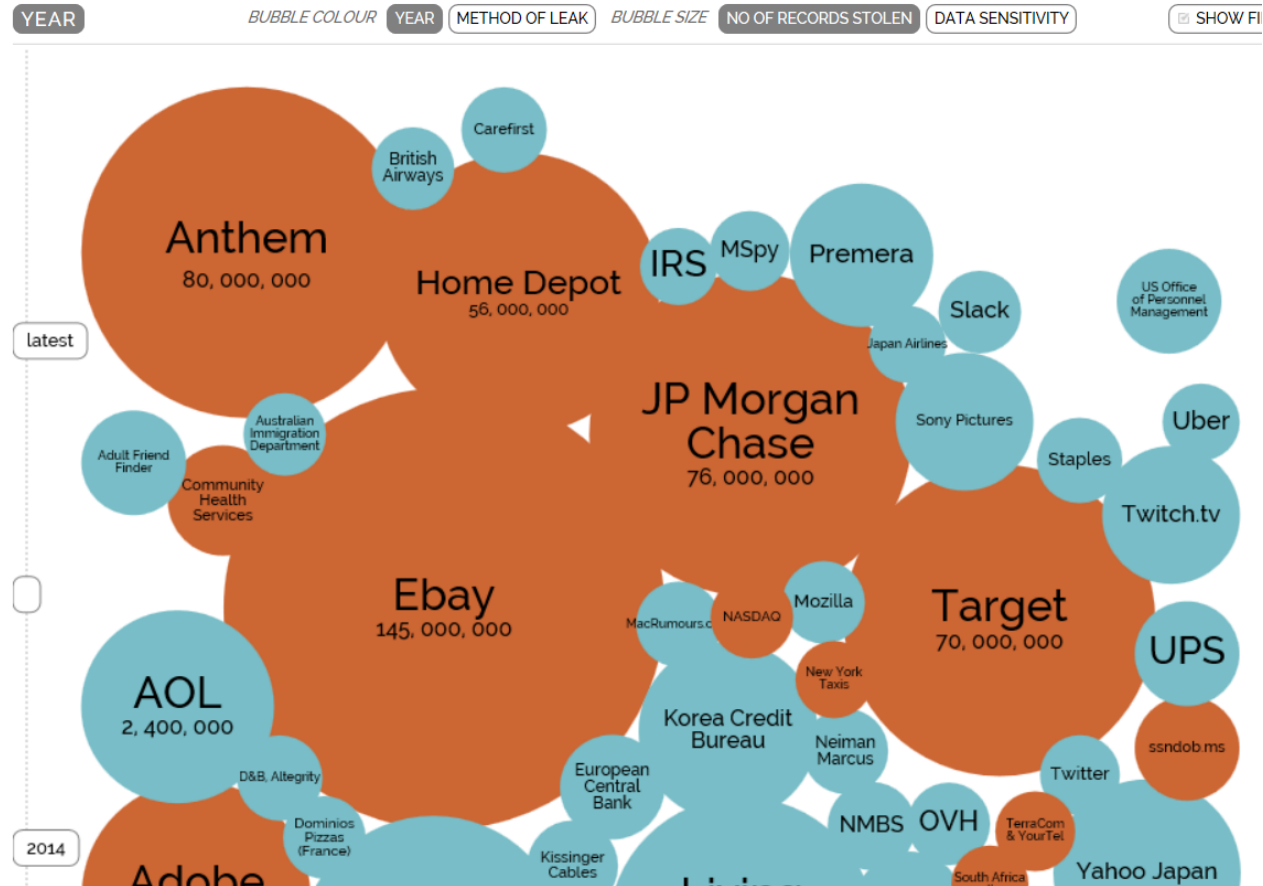 YEAR
BUBBLE COLOUR
YEAR
METHOD OF LEAK
BUBBLE SIZE
NO OF RECORDS STOLEN
DATA SENSITIVITY
SHOW FI
Carefirst
British
Airways
Anthem
80, 000, 000
Home Depot
56, 000, 000
IRS
MSpy
Premera
Slack
US Office
of Personnel
Management
latest
Japan Airlines
JP Morgan
Chase
76, 000, 000
Sony Pictures
Uber
Staples
Twitch.tv
Australian
Immigration
Department
Adult Friend
Finder
Community
Health
Services
Ebay
145, 000, 000
MacRumours.c
NASDAQ
Mozilla
Target
70, 000, 000
UPS
New York
Taxis
AOL
2, 400, 000
Korea Credit
Bureau
Neiman
Marcus
ssndob.ms
D&B, Altegrity
European
Central
Bank
Twitter
2014
Dominios
Pizzas
(France)
NMBS
OVH
TerraCom
& YourTel
Kissinger
Cables
Yahoo Japan
South Africa
Adobe